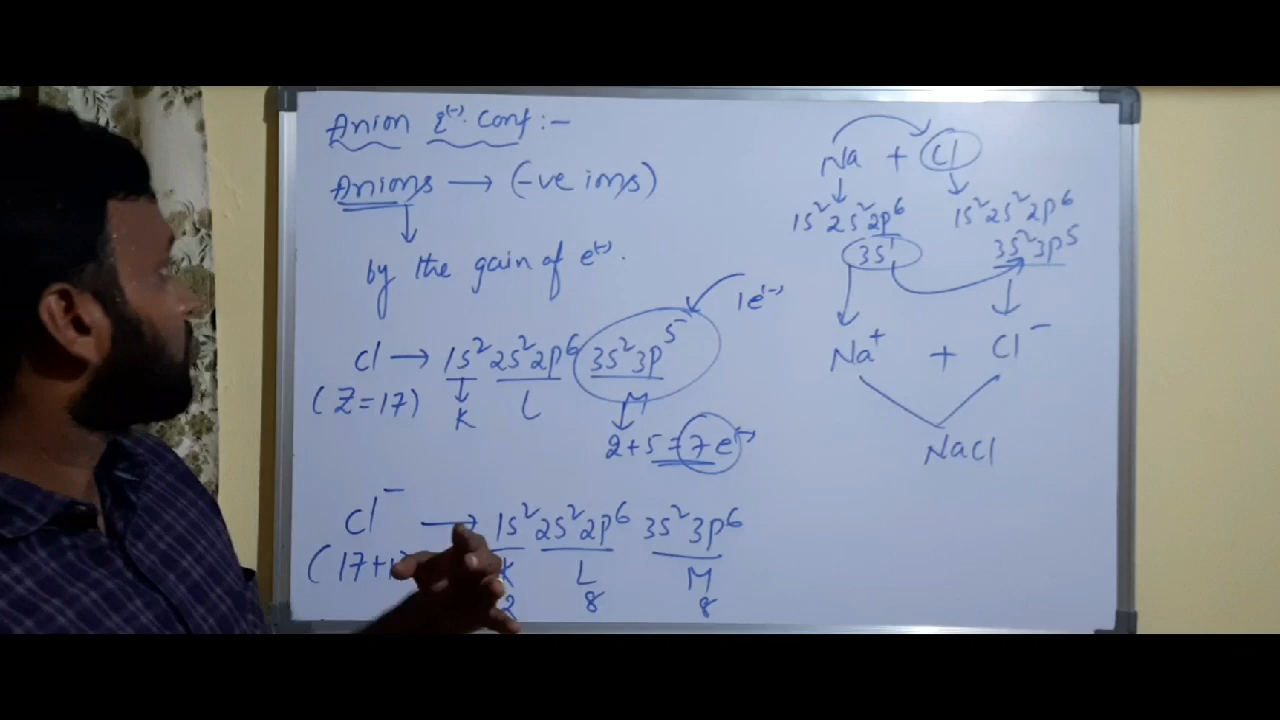 Anion e⁽⁻⁾. Conf :-
Anions → (-ve ions)
by the gain of e⁽⁻⁾.
Cl → 1s² 2s² 2p⁶ 3s² 3p⁵
1e⁽⁻⁾
(Z=17)
K L M
2+5=7e⁽⁻⁾
Cl⁻ → 1s² 2s² 2p⁶ 3s² 3p⁶
(17+1
K L M
2 8 8
Na + Cl
1s² 2s² 2p⁶ 1s² 2s² 2p⁶
3s¹ 3s² 3p⁵
Na⁺ + Cl⁻
NaCl